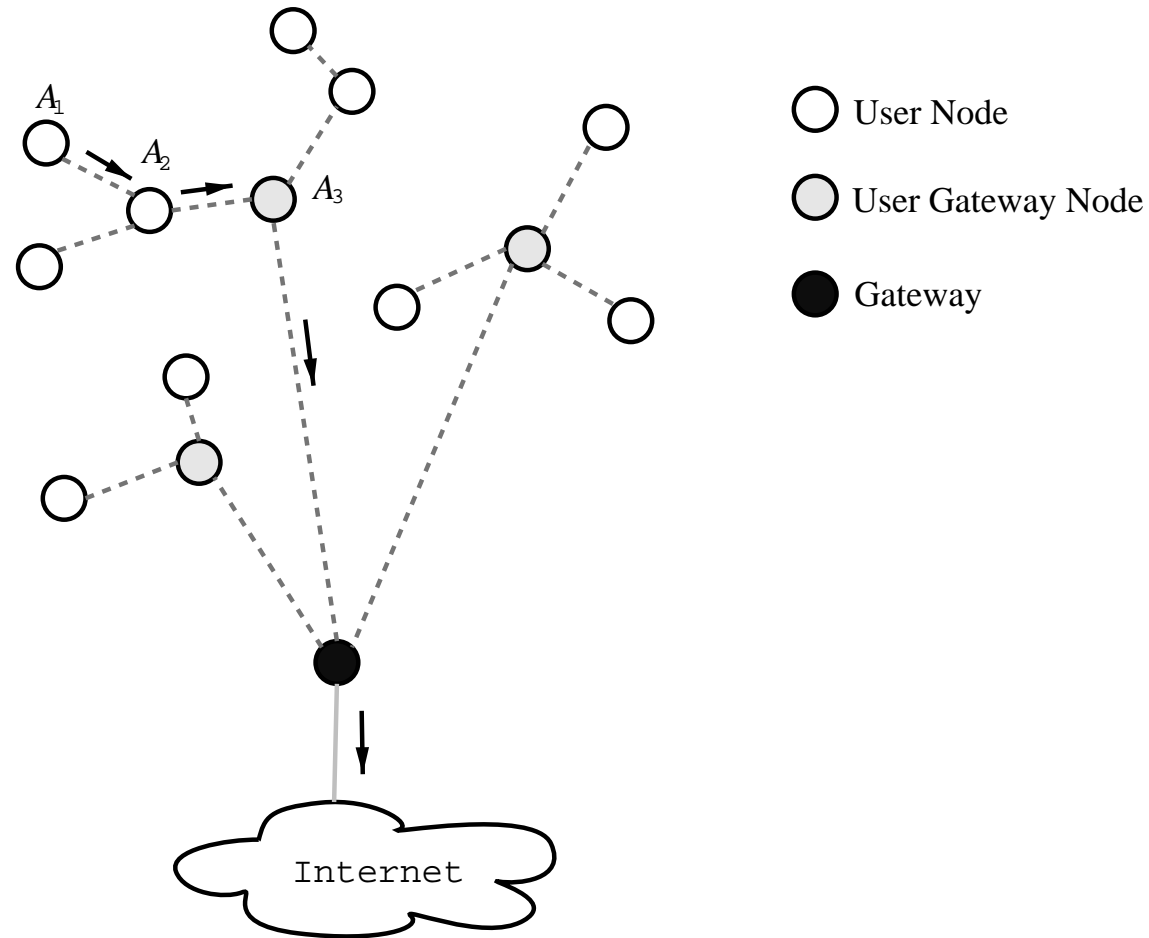 A₁
A₂
A₃
User Node
User Gateway Node
Gateway
Internet